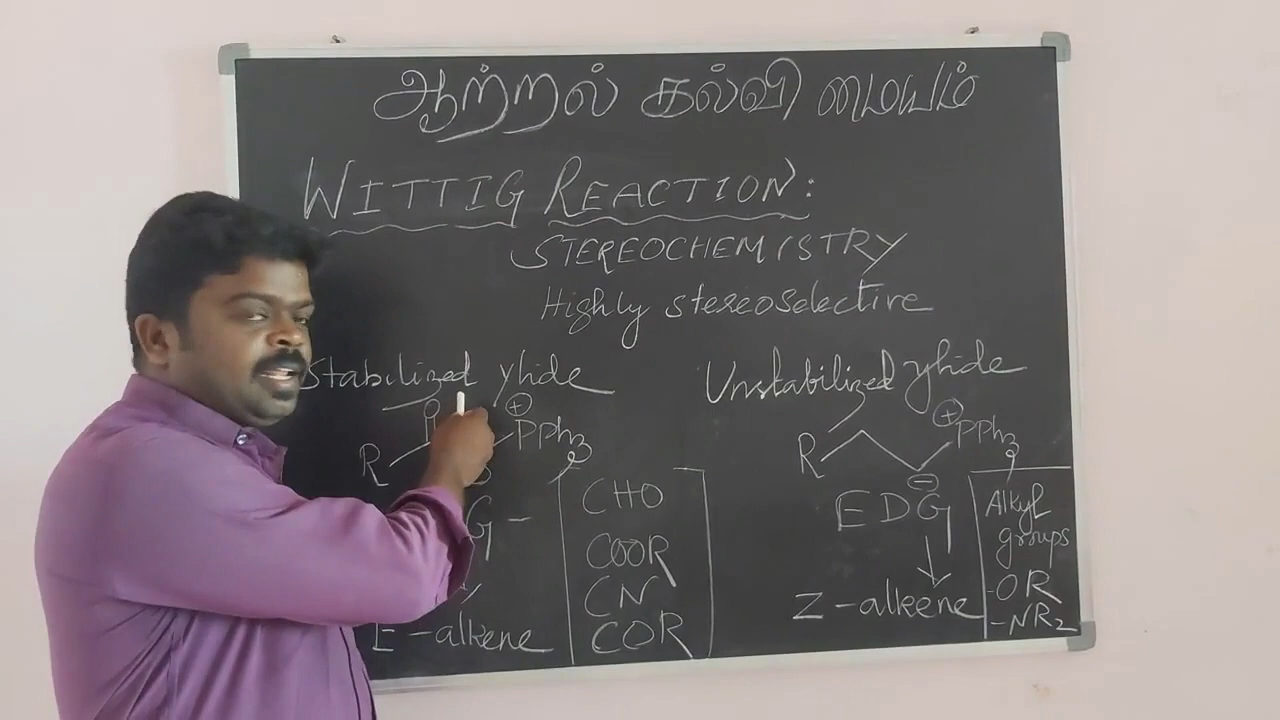 ஆற்றல் கல்வி மையம்
WITTIG REACTION:
STEREOCHEMISTRY
Highly stereoselective
Stabilized ylide
O
R
⊕
PPh3
G -
E -alkene
CHO
COOR
CN
COR
Unstabilized ylide
R
⊕
PPh3
⊖
EDG
Z -alkene
Alkyl
groups
-OR
-NR2